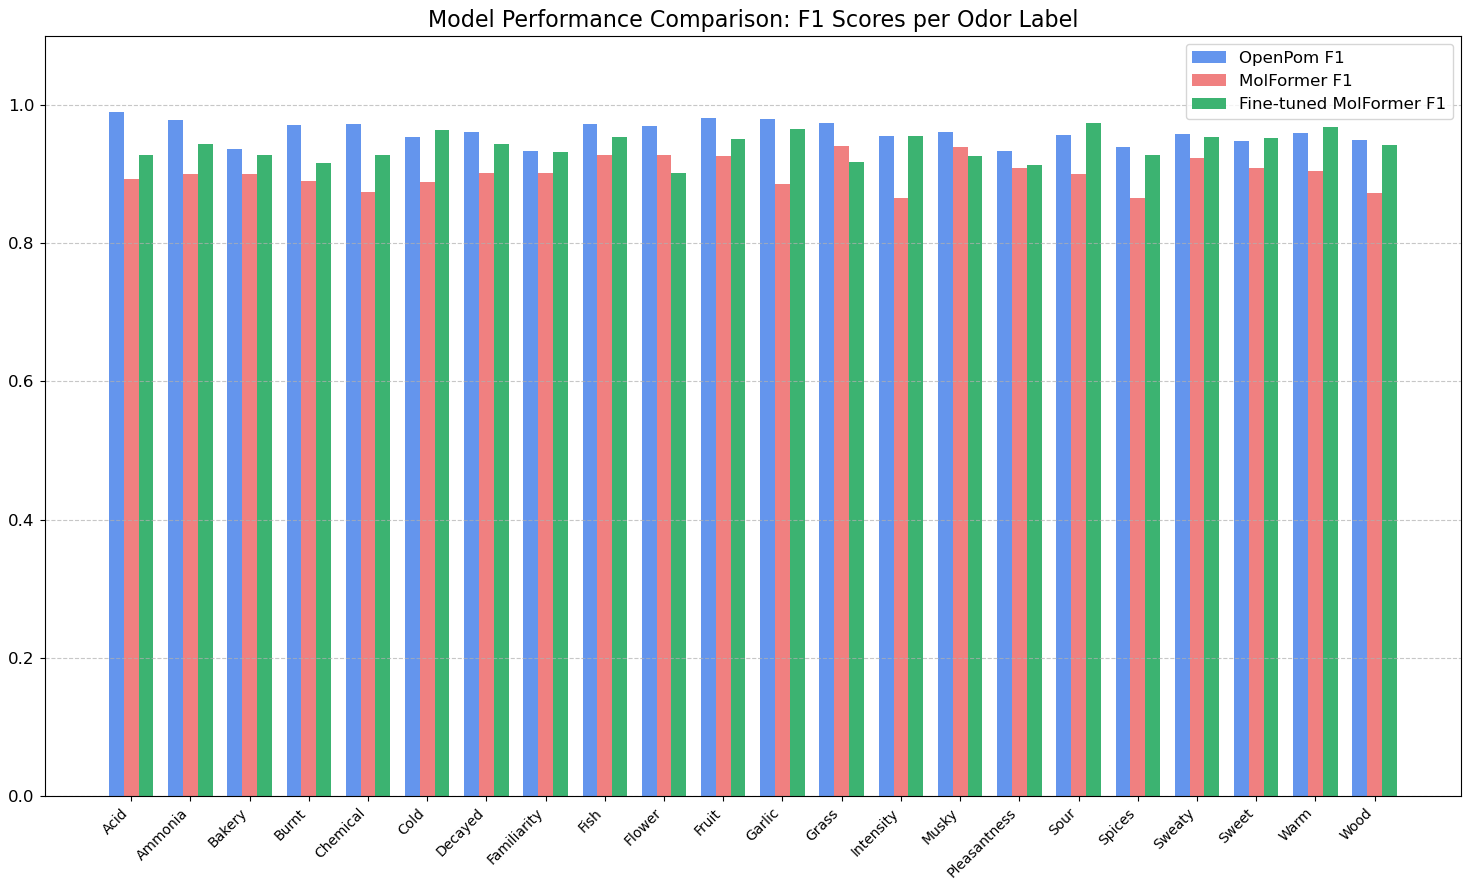 Model Performance Comparison: F1 Scores per Odor Label
OpenPom F1
MolFormer F1
Fine-tuned MolFormer F1
1.0
0.8
0.6
0.4
0.2
0.0
Acid
Ammonia
Bakery
Burnt
Chemical
Cold
Decayed
Familiarity
Fish
Flower
Fruit
Garlic
Grass
Intensity
Musky
Pleasantness
Sour
Spices
Sweaty
Sweet
Warm
Wood